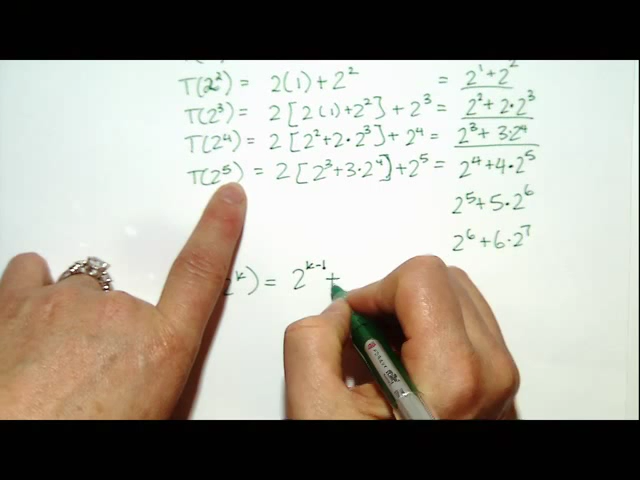 T(2²) = 2(1) + 2² = 2¹ + 2²
T(2³) = 2[2(1) + 2²] + 2³ = 2² + 2·2³
T(2⁴) = 2[2² + 2·2³] + 2⁴ = 2³ + 3·2⁴
T(2⁵) = 2[2³ + 3·2⁴] + 2⁵ = 2⁴ + 4·2⁵
2⁵ + 5·2⁶
2⁶ + 6·2⁷
2ᵏ) = 2ᵏ⁻¹ +